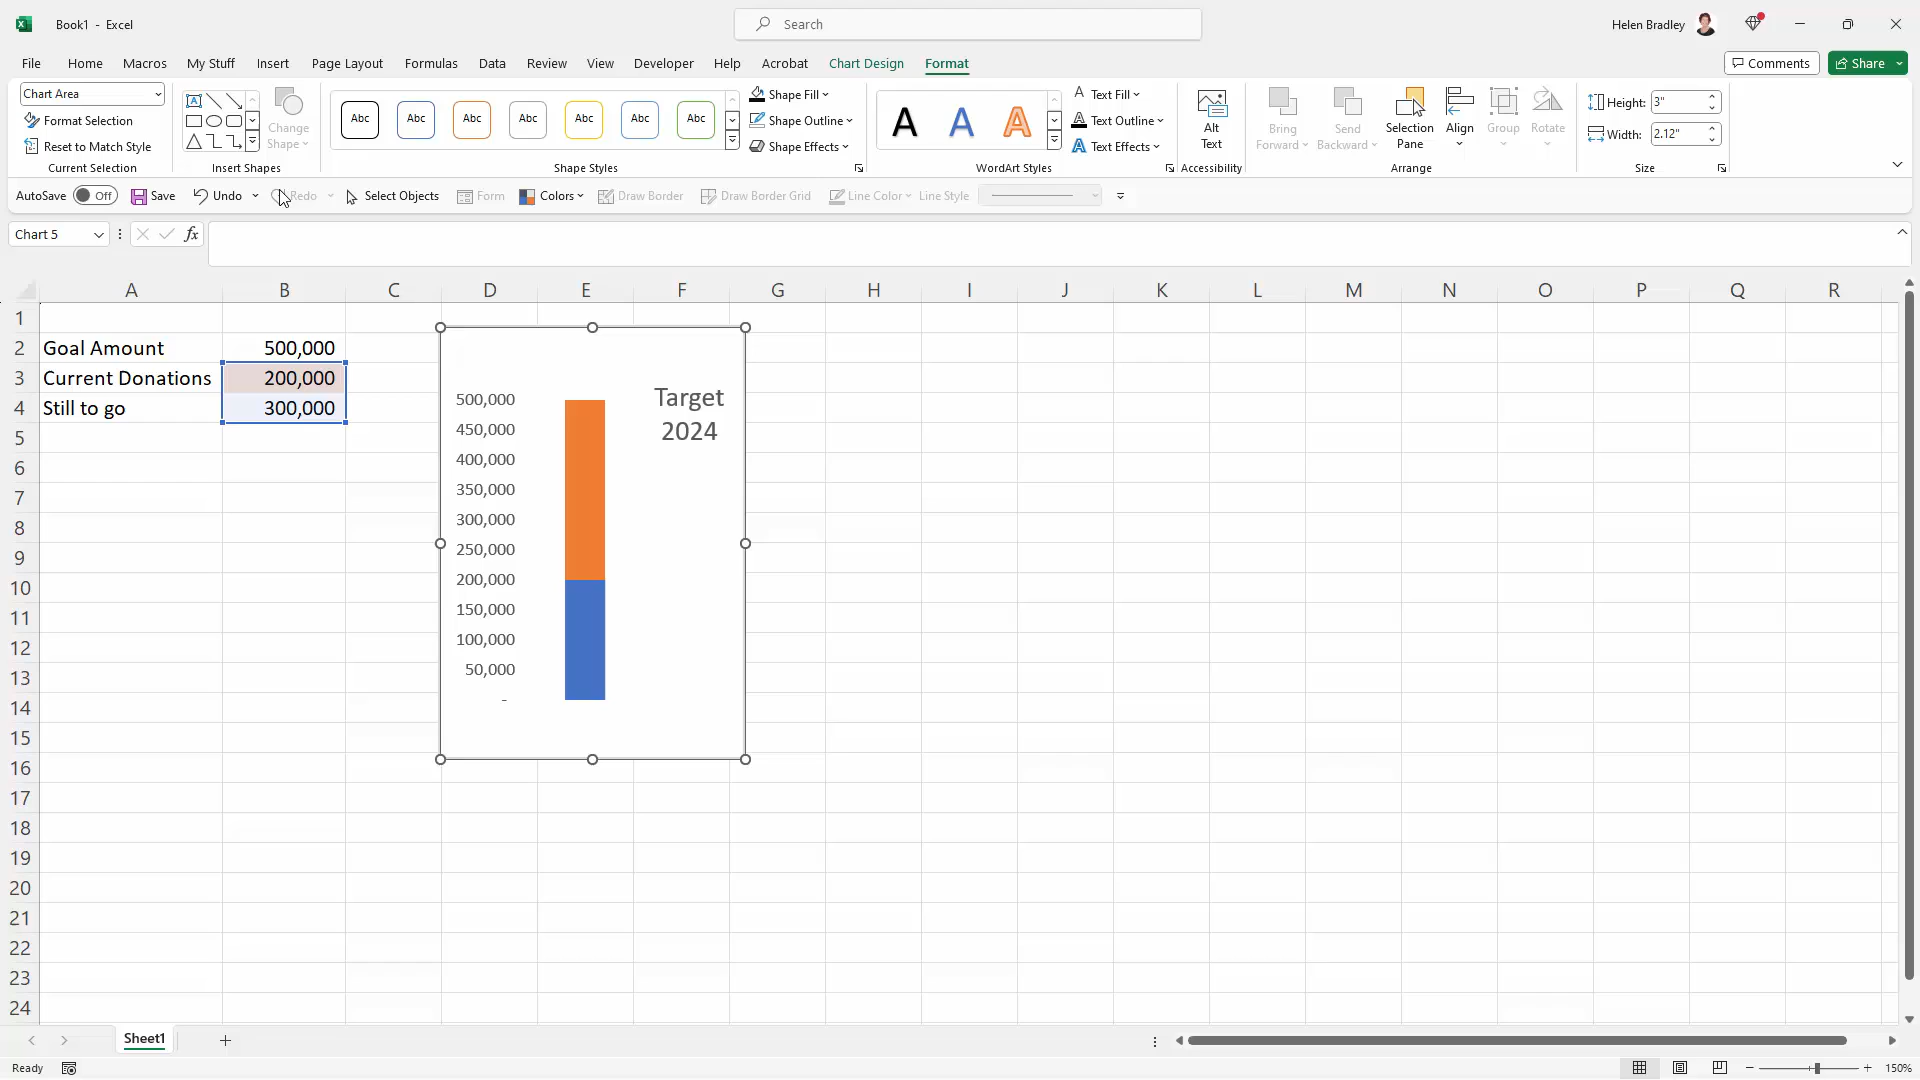 Book1 - Excel
Search
Helen Bradley
File Home Macros My Stuff Insert Page Layout Formulas Data Review View Developer Help Acrobat Chart Design Format
Comments Share
Chart Area
Format Selection
Reset to Match Style
Current Selection
Change
Shape
Insert Shapes
Abc Abc Abc Abc Abc Abc Abc
Shape Styles
Shape Fill
Shape Outline
Shape Effects
A A A
WordArt Styles
A Text Fill
A Text Outline
A Text Effects
Alt
Text
Accessibility
Bring
Forward
Send
Backward
Selection
Pane
Align
Group
Rotate
Arrange
Height: 3"
Width: 2.12"
Size
AutoSave Off Save Undo Redo Select Objects Form Colors Draw Border Draw Border Grid Line Color Line Style
Chart 5 fx
A B C D E F G H I J K L M N O P Q R
1
2 Goal Amount 500,000
3 Current Donations 200,000
4 Still to go 300,000
5
6
7
8
9
10
11
12
13
14
15
16
17
18
19
20
21
22
23
24
Target
2024
500,000
450,000
400,000
350,000
300,000
250,000
200,000
150,000
100,000
50,000
-
Sheet1
Ready
150%